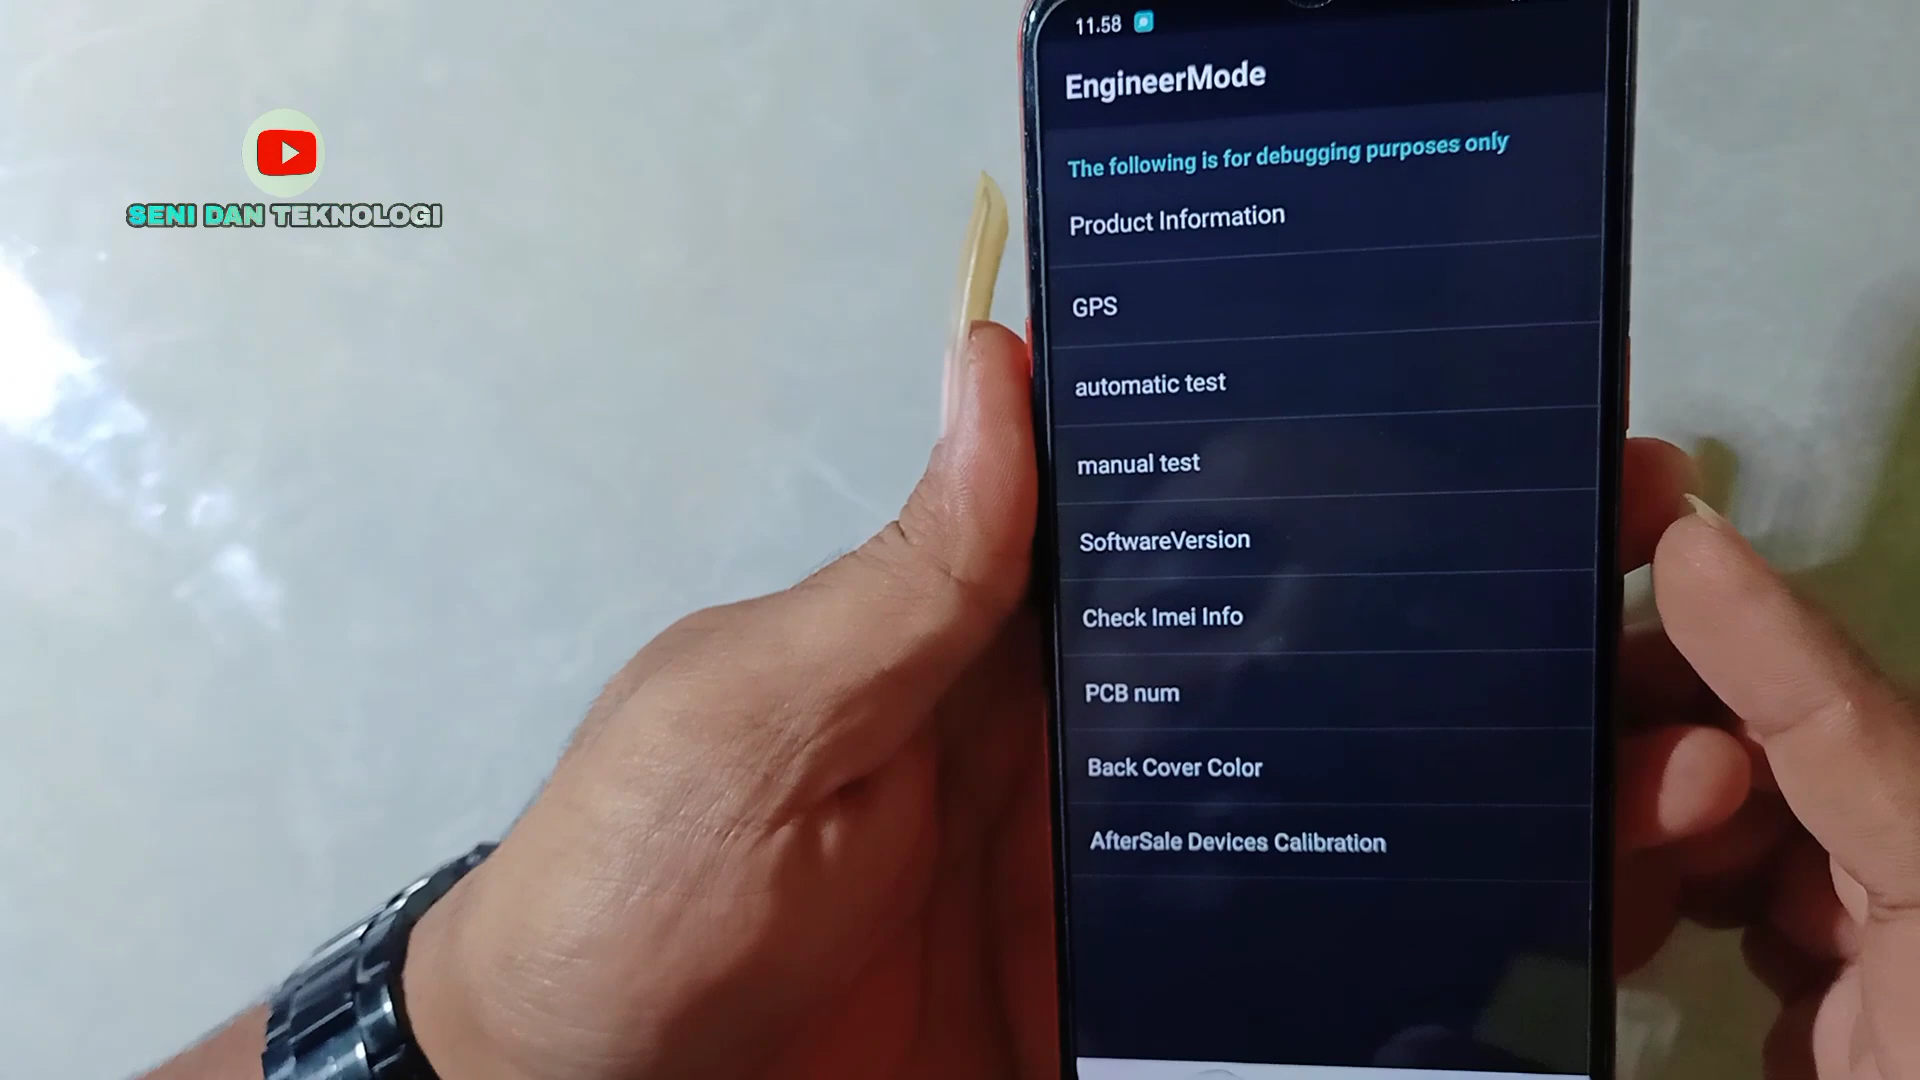 SENI DAN TEKNOLOGI
11.58
EngineerMode
The following is for debugging purposes only
Product Information
GPS
automatic test
manual test
SoftwareVersion
Check Imei Info
PCB num
Back Cover Color
AfterSale Devices Calibration